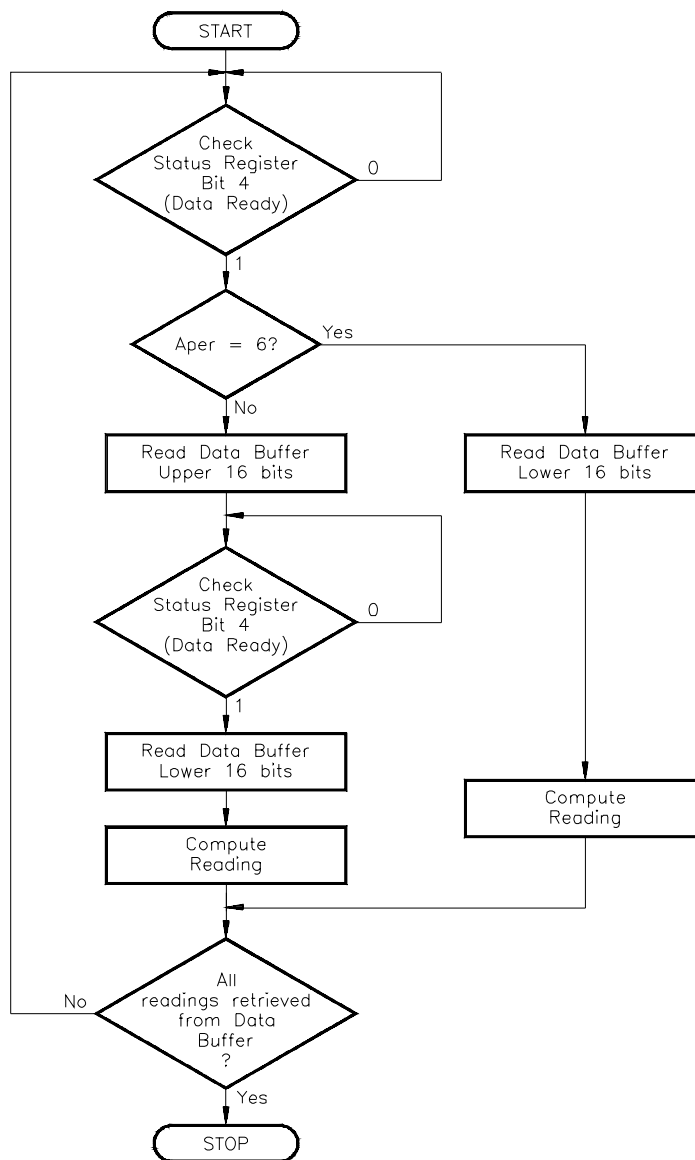 START
Check
Status Register
Bit 4
(Data Ready)
0
1
Aper = 6?
Yes
No
Read Data Buffer
Upper 16 bits
Read Data Buffer
Lower 16 bits
Check
Status Register
Bit 4
(Data Ready)
0
1
Read Data Buffer
Lower 16 bits
Compute
Reading
Compute
Reading
All
readings retrieved
from Data
Buffer
?
No
Yes
STOP